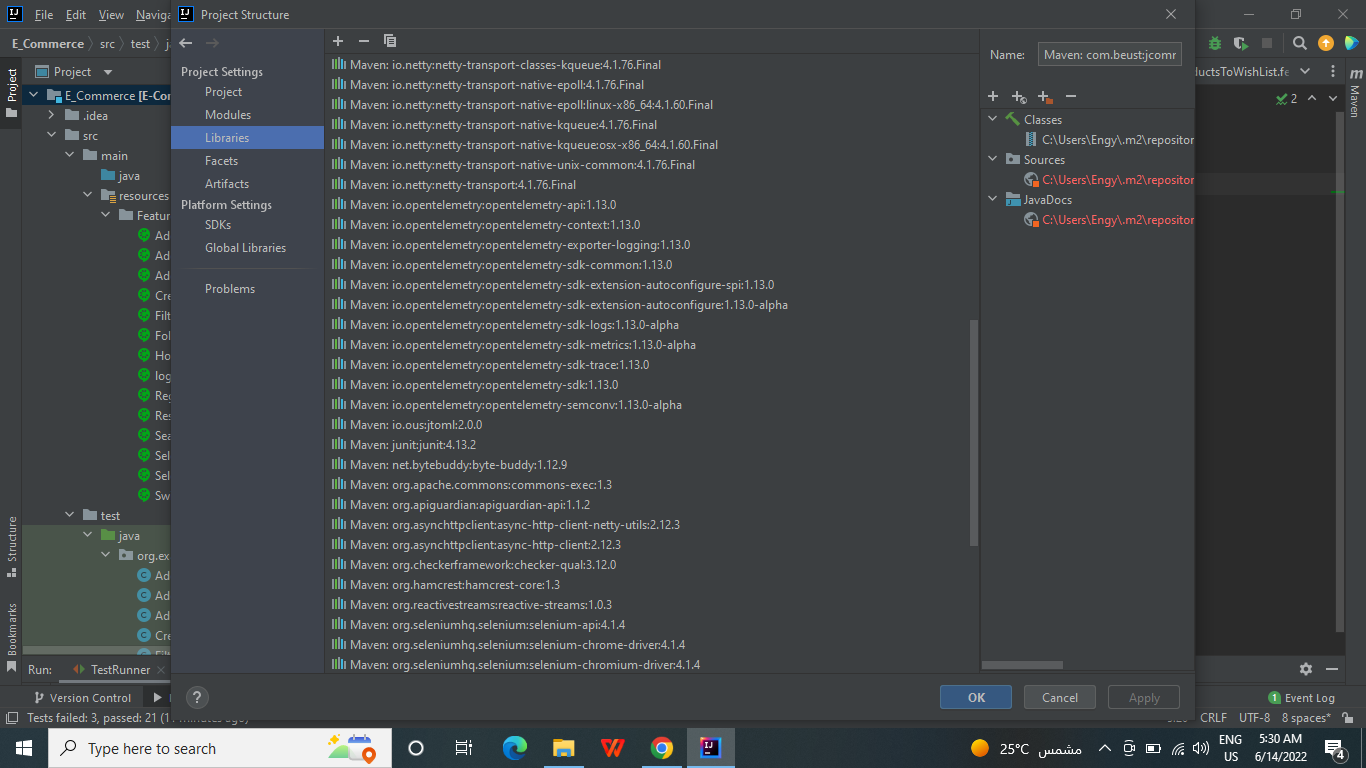 File Edit View Naviga
Project Structure
E_Commerce src test
Project
E_Commerce [E-Cor
.idea
src
main
java
resources
Featur
Ad
Ad
Ad
Cre
Filt
Fol
Ho
log
Reg
Res
Sea
Sel
Sel
Sw
test
java
org.ex
Ad
Ad
Ad
Cre
Project
Structure
Bookmarks
Project Settings
Project
Modules
Libraries
Facets
Artifacts
Platform Settings
SDKs
Global Libraries
Problems
Maven: io.netty:netty-transport-classes-kqueue:4.1.76.Final
Maven: io.netty:netty-transport-native-epoll:4.1.76.Final
Maven: io.netty:netty-transport-native-epoll:linux-x86_64:4.1.60.Final
Maven: io.netty:netty-transport-native-kqueue:4.1.76.Final
Maven: io.netty:netty-transport-native-kqueue:osx-x86_64:4.1.60.Final
Maven: io.netty:netty-transport-native-unix-common:4.1.76.Final
Maven: io.netty:netty-transport:4.1.76.Final
Maven: io.opentelemetry:opentelemetry-api:1.13.0
Maven: io.opentelemetry:opentelemetry-context:1.13.0
Maven: io.opentelemetry:opentelemetry-exporter-logging:1.13.0
Maven: io.opentelemetry:opentelemetry-sdk-common:1.13.0
Maven: io.opentelemetry:opentelemetry-sdk-extension-autoconfigure-spi:1.13.0
Maven: io.opentelemetry:opentelemetry-sdk-extension-autoconfigure:1.13.0-alpha
Maven: io.opentelemetry:opentelemetry-sdk-logs:1.13.0-alpha
Maven: io.opentelemetry:opentelemetry-sdk-metrics:1.13.0-alpha
Maven: io.opentelemetry:opentelemetry-sdk-trace:1.13.0
Maven: io.opentelemetry:opentelemetry-sdk:1.13.0
Maven: io.opentelemetry:opentelemetry-semconv:1.13.0-alpha
Maven: io.ous:jtoml:2.0.0
Maven: junit:junit:4.13.2
Maven: net.bytebuddy:byte-buddy:1.12.9
Maven: org.apache.commons:commons-exec:1.3
Maven: org.apiguardian:apiguardian-api:1.1.2
Maven: org.asynchttpclient:async-http-client-netty-utils:2.12.3
Maven: org.asynchttpclient:async-http-client:2.12.3
Maven: org.checkerframework:checker-qual:3.12.0
Maven: org.hamcrest:hamcrest-core:1.3
Maven: org.reactivestreams:reactive-streams:1.0.3
Maven: org.seleniumhq.selenium:selenium-api:4.1.4
Maven: org.seleniumhq.selenium:selenium-chrome-driver:4.1.4
Maven: org.seleniumhq.selenium:selenium-chromium-driver:4.1.4
Name: Maven: com.beust:jcomr
Classes
C:\Users\Engy\.m2\repositor
Sources
C:\Users\Engy\.m2\repositor
JavaDocs
C:\Users\Engy\.m2\repositor
ductsToWishList.fe
2
m
Maven
OK Cancel Apply
?
Run: TestRunner
Version Control
Event Log
1
Tests failed: 3, passed: 21
CRLF UTF-8 8 spaces*
Type here to search
25°C مشمس
ENG
US
5:30 AM
6/14/2022
4